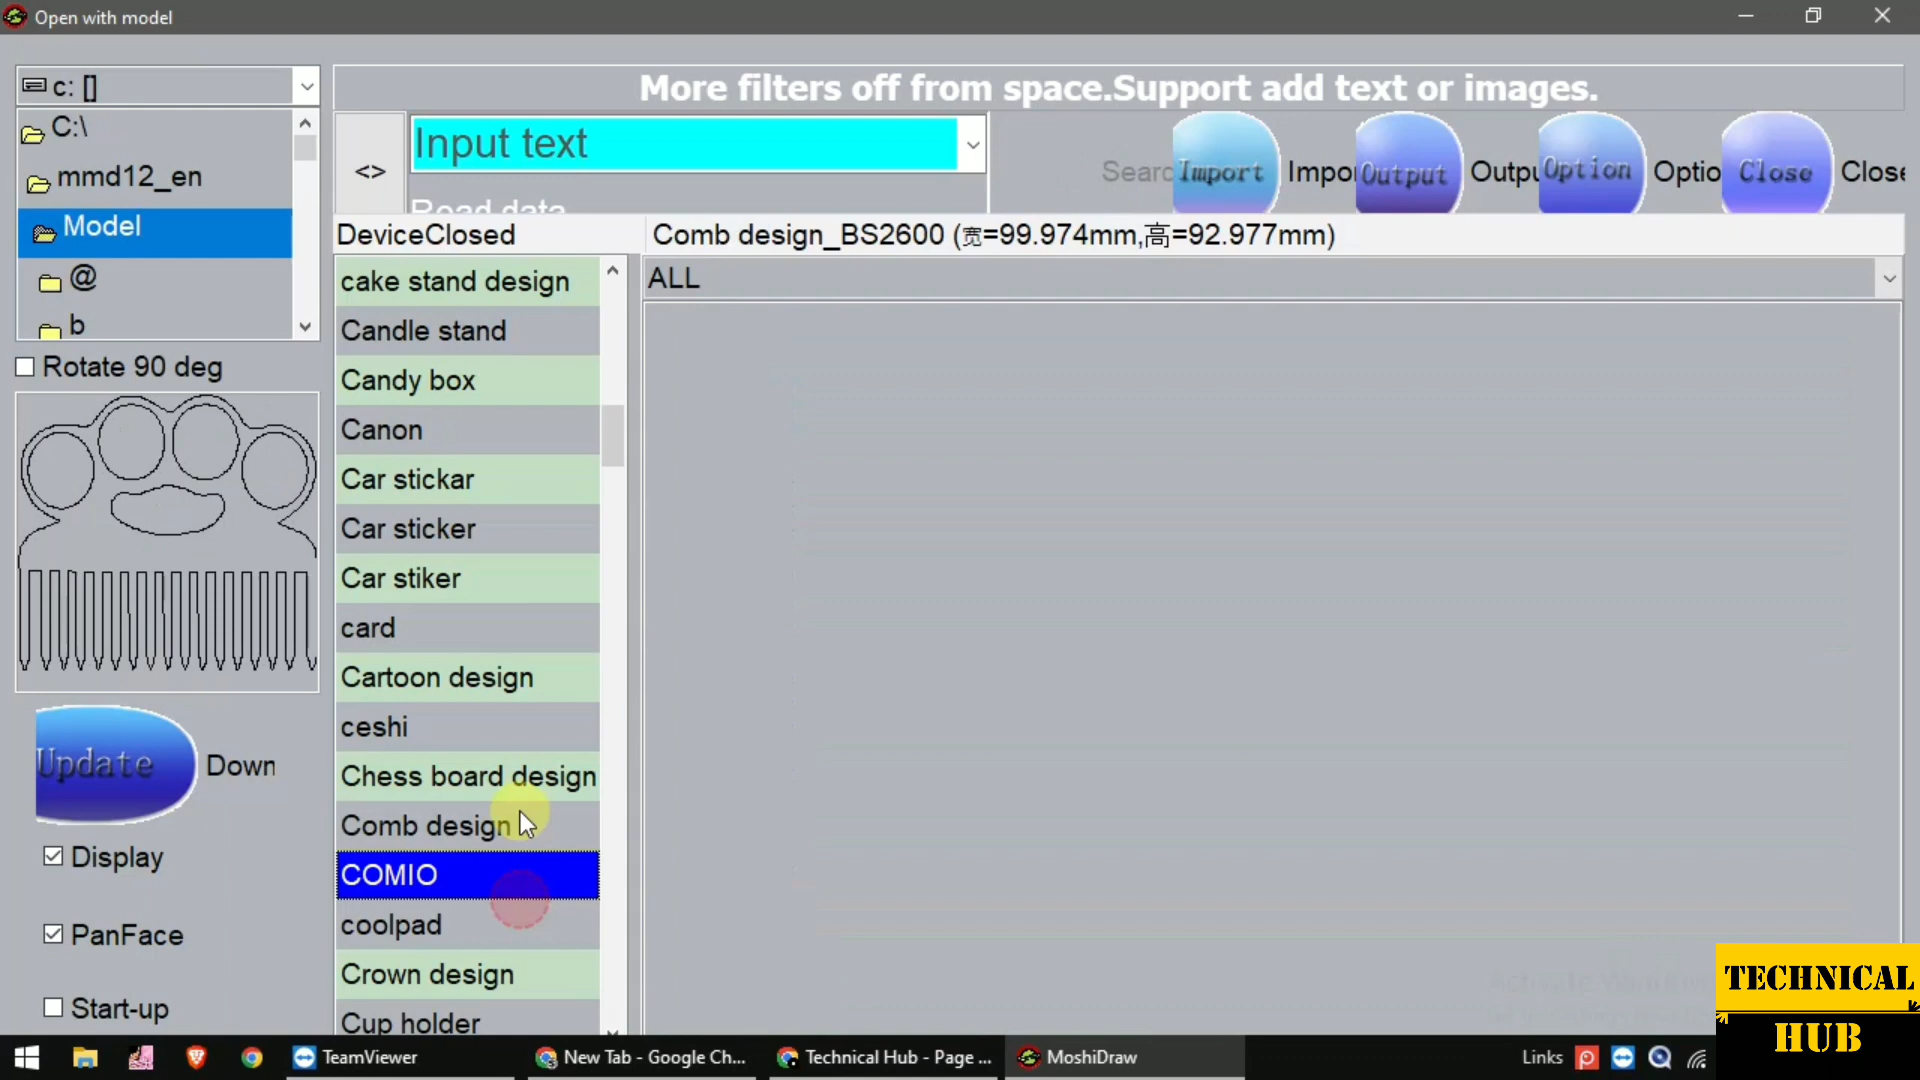 Open with model
c: []
More filters off from space.Support add text or images.
C:\
mmd12_en
Model
@
b
<>
Input text
Read data
Searc
Import
Impor
Output
Outpu
Option
Optio
Close
Close
DeviceClosed
Comb design_BS2600 (宽=99.974mm,高=92.977mm)
ALL
Rotate 90 deg
cake stand design
Candle stand
Candy box
Canon
Car stickar
Car sticker
Car stiker
card
Cartoon design
ceshi
Chess board design
Comb design
COMIO
coolpad
Crown design
Cup holder
Update
Down
Display
PanFace
Start-up
TECHNICAL
HUB
TeamViewer
New Tab - Google Ch...
Technical Hub - Page ...
MoshiDraw
Links